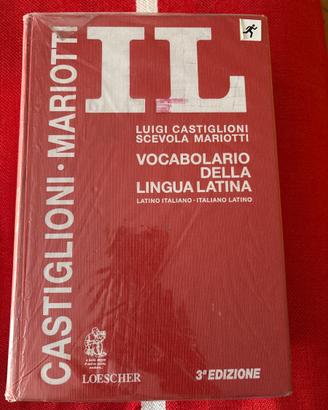 IL
LUIGI CASTIGLIONI
SCEVOLA MARIOTTI
VOCABOLARIO
DELLA
LINGUA LATINA
LATINO ITALIANO - ITALIANO LATINO
CASTIGLIONI · MARIOTTI
LOESCHER
3ª EDIZIONE